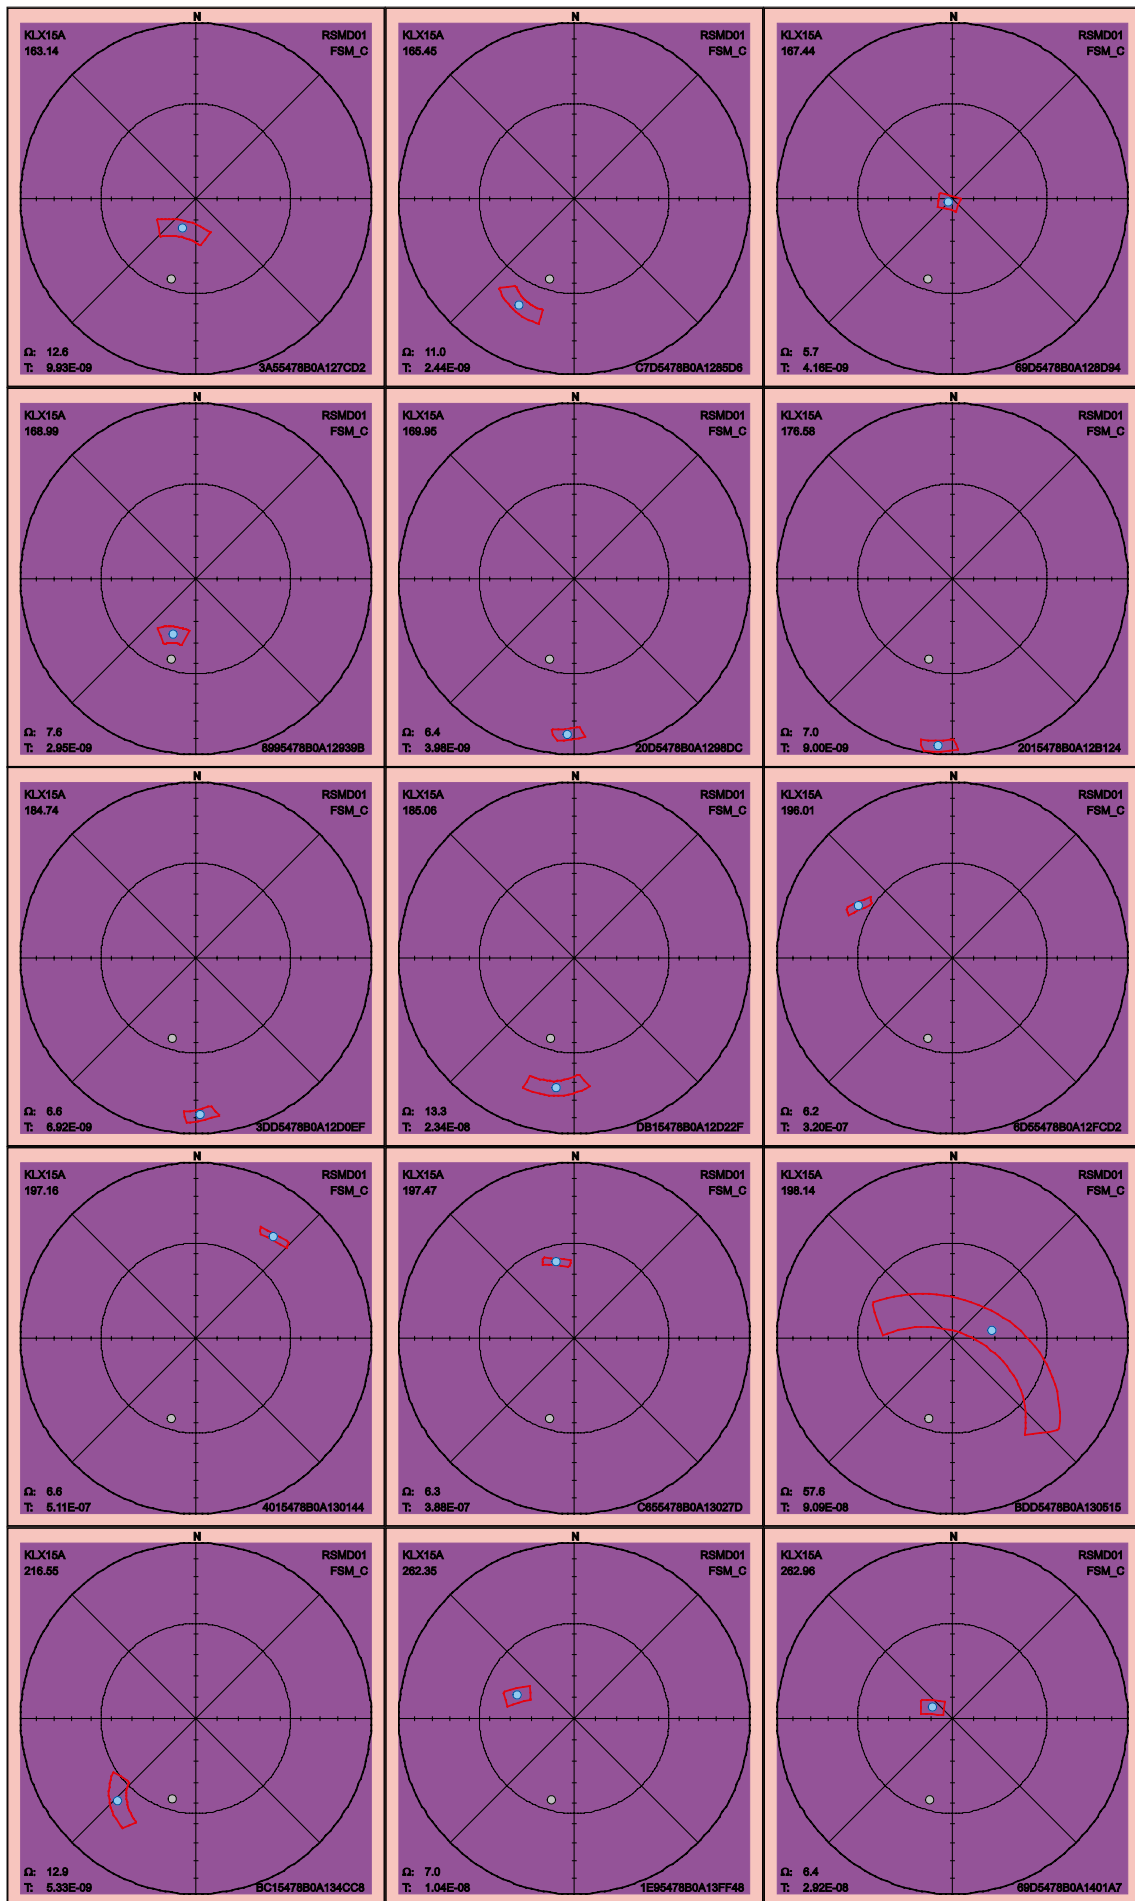 N
KLX15A RSMD01
163.14 FSM_C
Ω: 12.6
T: 9.93E-09 3A55478B0A127CD2
N
KLX15A RSMD01
165.45 FSM_C
Ω: 11.0
T: 2.44E-09 C7D5478B0A1285D6
N
KLX15A RSMD01
167.44 FSM_C
Ω: 5.7
T: 4.16E-09 69D5478B0A128D94
N
KLX15A RSMD01
168.99 FSM_C
Ω: 7.6
T: 2.95E-09 8995478B0A12939B
N
KLX15A RSMD01
169.95 FSM_C
Ω: 6.4
T: 3.98E-09 20D5478B0A1298DC
N
KLX15A RSMD01
176.58 FSM_C
Ω: 7.0
T: 9.00E-09 2015478B0A12B124
N
KLX15A RSMD01
184.74 FSM_C
Ω: 6.6
T: 6.92E-09 3DD5478B0A12D0EF
N
KLX15A RSMD01
185.06 FSM_C
Ω: 13.3
T: 2.34E-08 DB15478B0A12D22F
N
KLX15A RSMD01
196.01 FSM_C
Ω: 6.2
T: 3.20E-07 6D55478B0A12FCD2
N
KLX15A RSMD01
197.16 FSM_C
Ω: 6.6
T: 5.11E-07 4015478B0A130144
N
KLX15A RSMD01
197.47 FSM_C
Ω: 6.3
T: 3.88E-07 C655478B0A13027D
N
KLX15A RSMD01
198.14 FSM_C
Ω: 57.6
T: 9.09E-08 BDD5478B0A130515
N
KLX15A RSMD01
216.55 FSM_C
Ω: 12.9
T: 5.33E-09 BC15478B0A134CC8
N
KLX15A RSMD01
262.35 FSM_C
Ω: 7.0
T: 1.04E-08 1E95478B0A13FF48
N
KLX15A RSMD01
262.96 FSM_C
Ω: 6.4
T: 2.92E-08 69D5478B0A1401A7